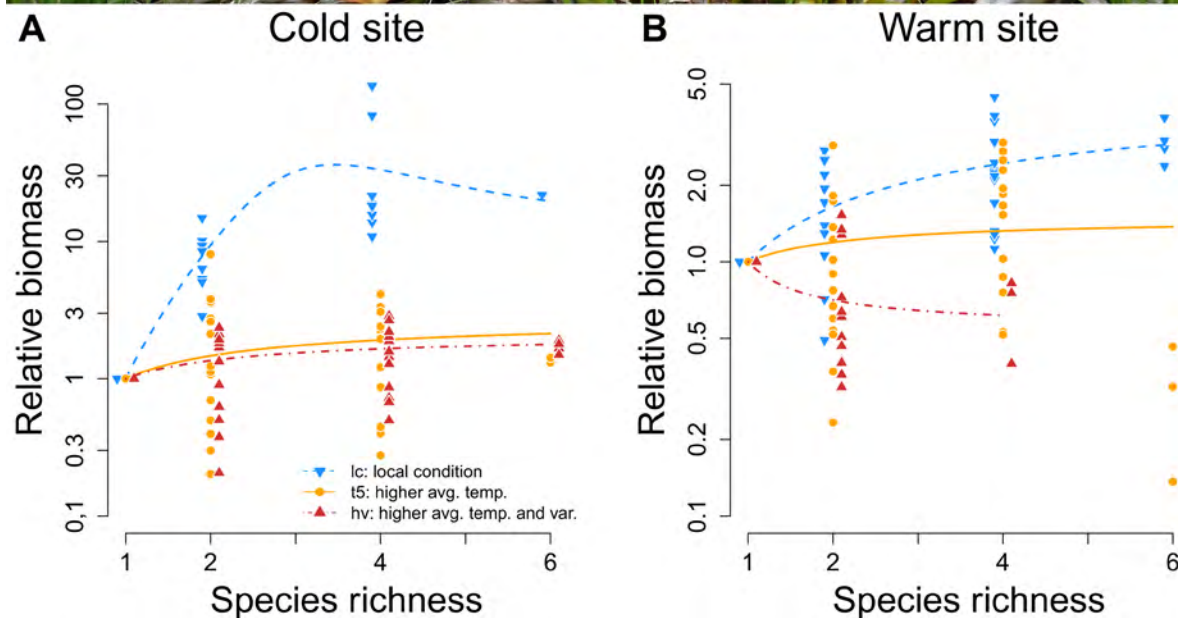 A Cold site
Relative biomass
100
30
10
3
1
0.3
0,1
lc: local condition
t5: higher avg. temp.
hv: higher avg. temp. and var.
1 2 4 6
Species richness
B Warm site
Relative biomass
5.0
2.0
1.0
0.5
0.2
0.1
1 2 4 6
Species richness